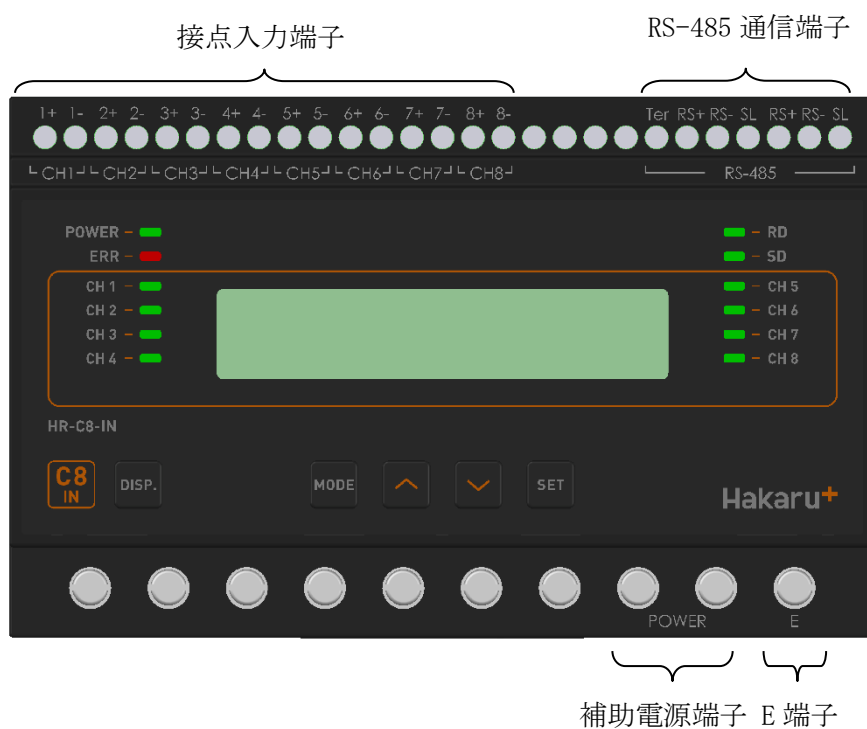 接点入力端子 RS-485 通信端子
1+ 1- 2+ 2- 3+ 3- 4+ 4- 5+ 5- 6+ 6- 7+ 7- 8+ 8- Ter RS+ RS- SL RS+ RS- SL
CH1 CH2 CH3 CH4 CH5 CH6 CH7 CH8 RS-485
POWER RD
ERR SD
CH 1 CH 5
CH 2 CH 6
CH 3 CH 7
CH 4 CH 8
HR-C8-IN
C8
IN
DISP. MODE SET
Hakaru+
POWER E
補助電源端子 E 端子